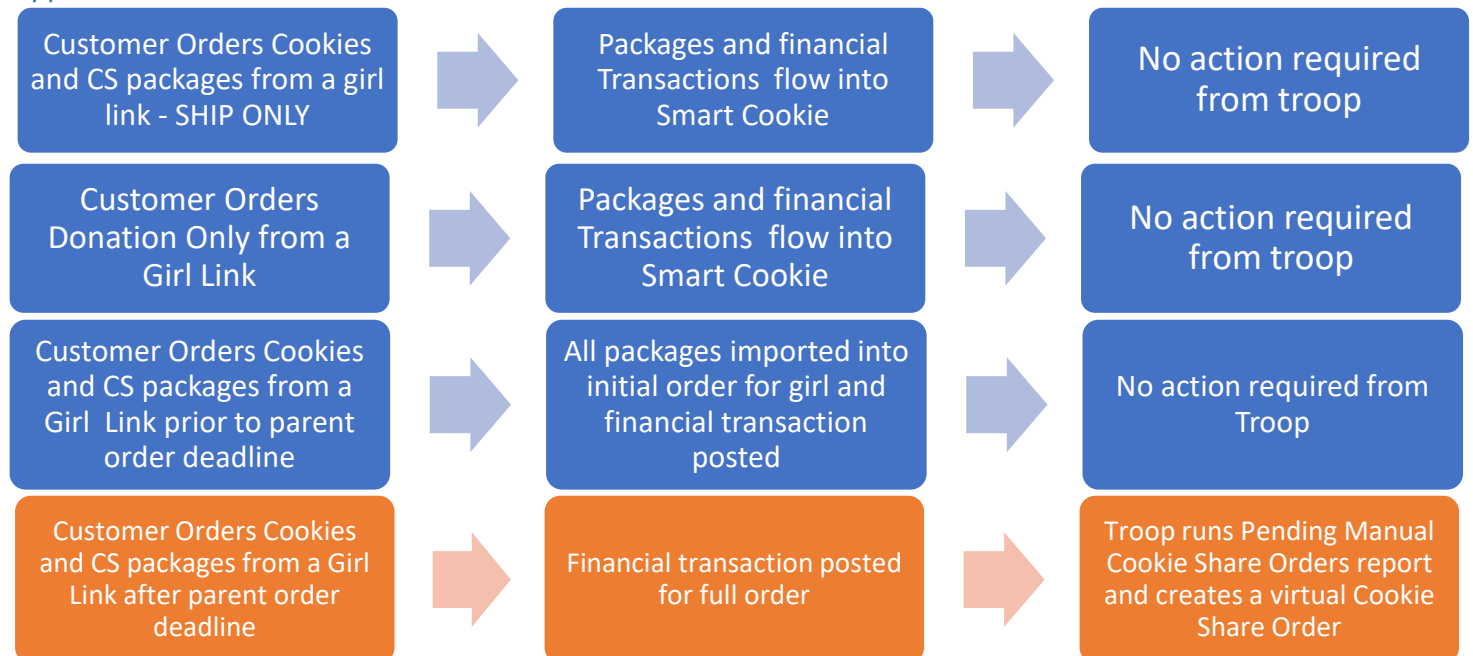 Customer Orders Cookies
and CS packages from a girl
link - SHIP ONLY
Packages and financial
Transactions flow into
Smart Cookie
No action required
from troop
Customer Orders
Donation Only from a
Girl Link
Packages and financial
Transactions flow into
Smart Cookie
No action required
from troop
Customer Orders Cookies
and CS packages from a
Girl Link prior to parent
order deadline
All packages imported into
initial order for girl and
financial transaction
posted
No action required from
Troop
Customer Orders Cookies
and CS packages from a Girl
Link after parent order
deadline
Financial transaction posted
for full order
Troop runs Pending Manual
Cookie Share Orders report
and creates a virtual Cookie
Share Order